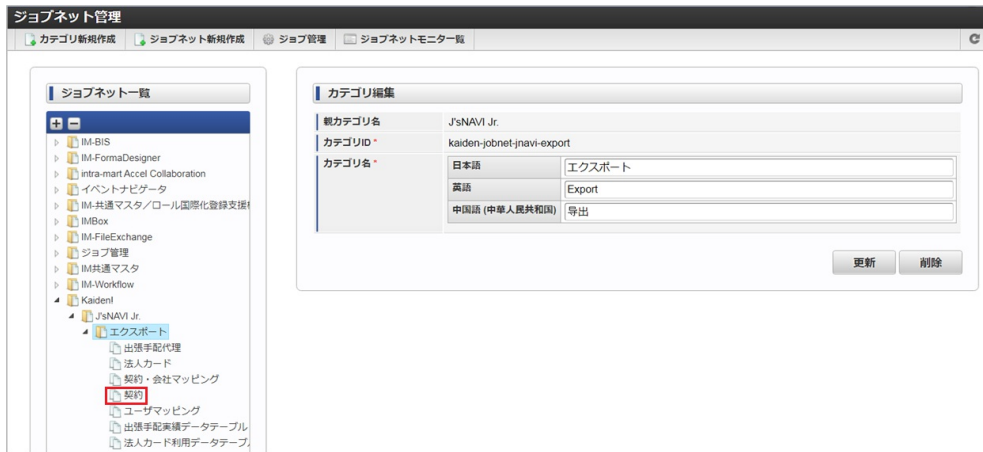 ジョブネット管理
カテゴリ新規作成 ジョブネット新規作成 ジョブ管理 ジョブネットモニタ一覧
ジョブネット一覧
IM-BIS
IM-FormaDesigner
intra-mart Accel Collaboration
イベントナビゲータ
IM-共通マスタ／ロール国際化登録支援
IMBox
IM-FileExchange
ジョブ管理
IM共通マスタ
IM-Workflow
Kaiden!
J'sNAVI Jr.
エクスポート
出張手配代理
法人カード
契約・会社マッピング
契約
ユーザマッピング
出張手配実績データテーブル
法人カード利用データテーブ
カテゴリ編集
親カテゴリ名 J'sNAVI Jr.
カテゴリID * kaiden-jobnet-jnavi-export
カテゴリ名 * 日本語 エクスポート
英語 Export
中国語 (中華人民共和国) 导出
更新 削除